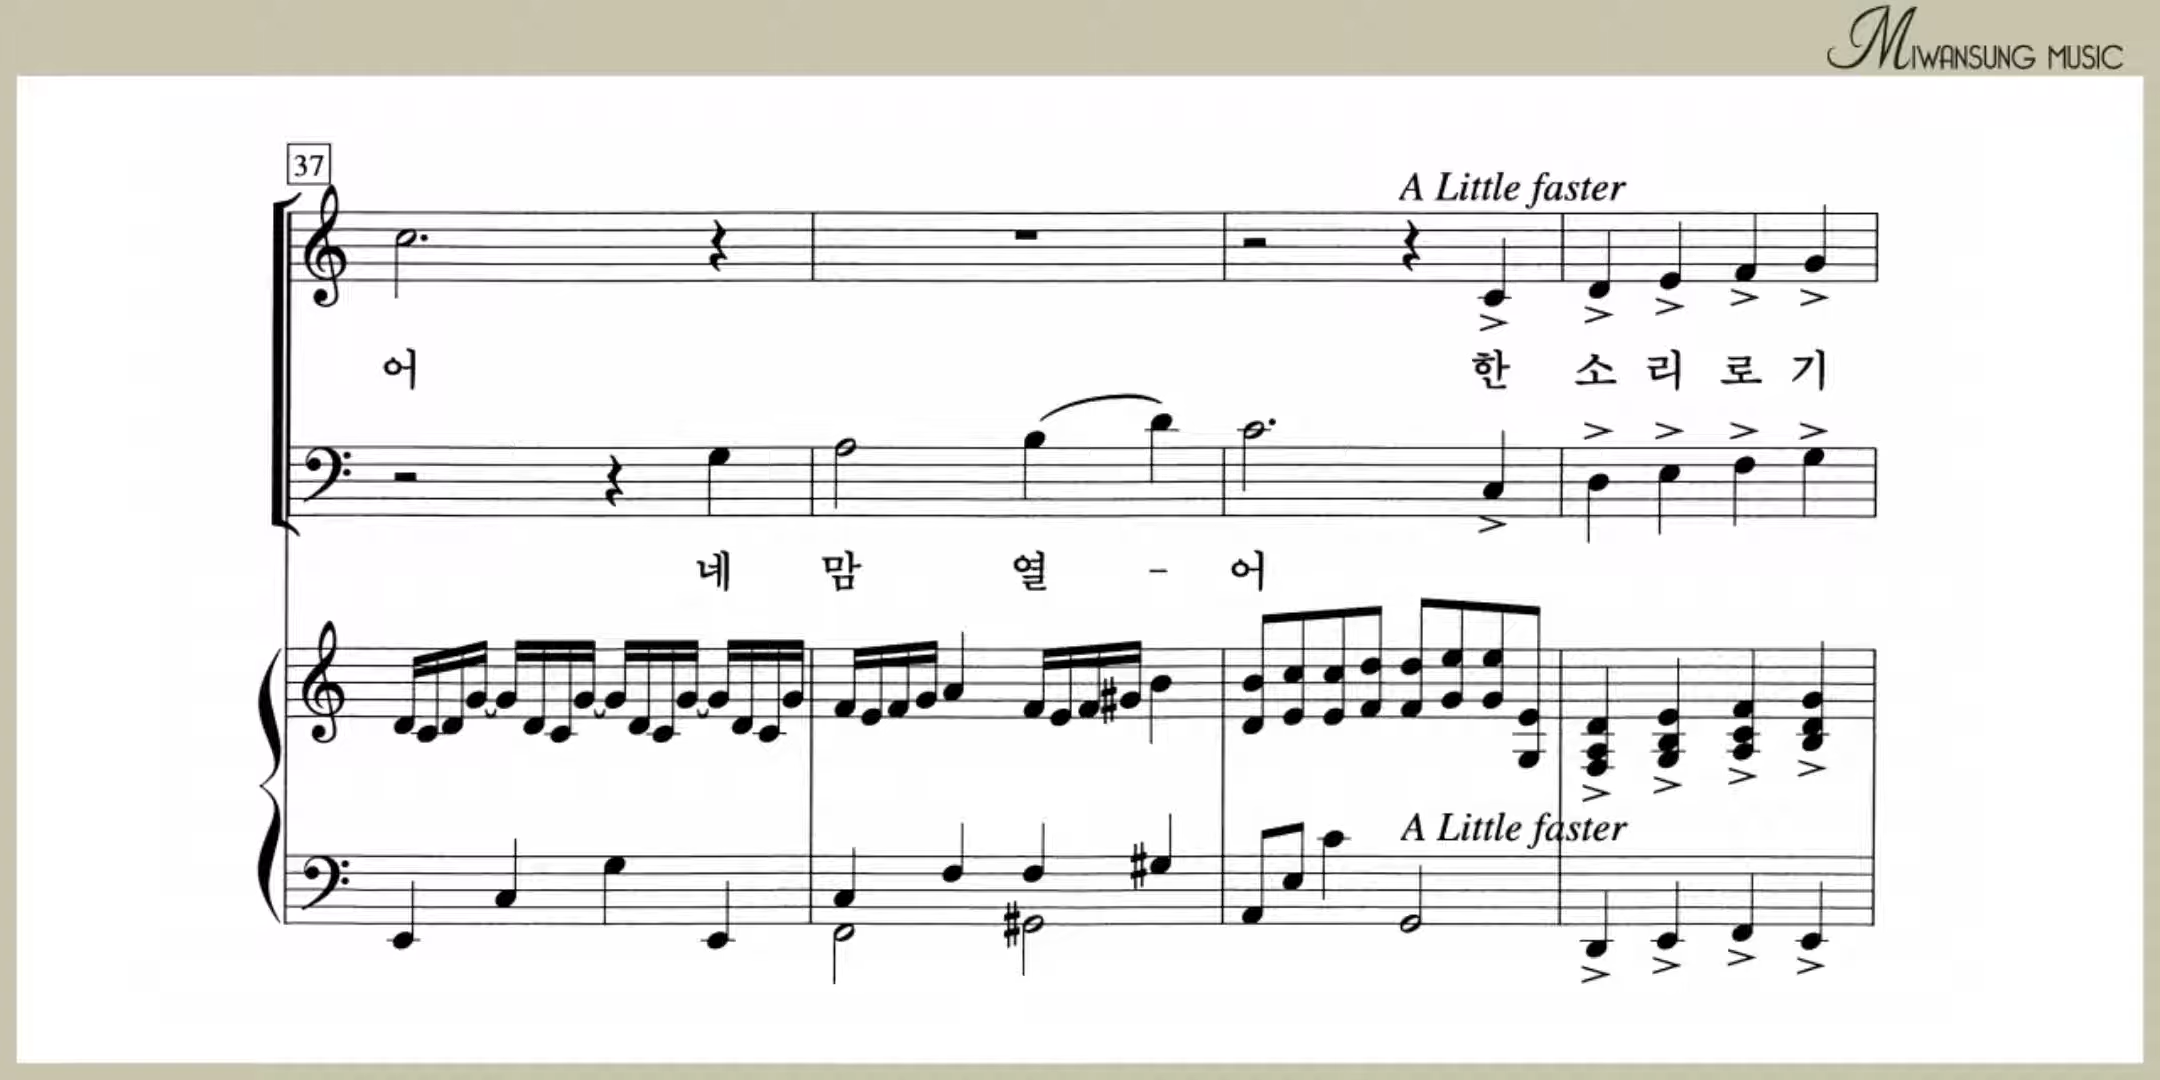 MIWANSUNG MUSIC
37
A Little faster
어 한 소 리 로 기
네 맘 열 - 어
A Little faster